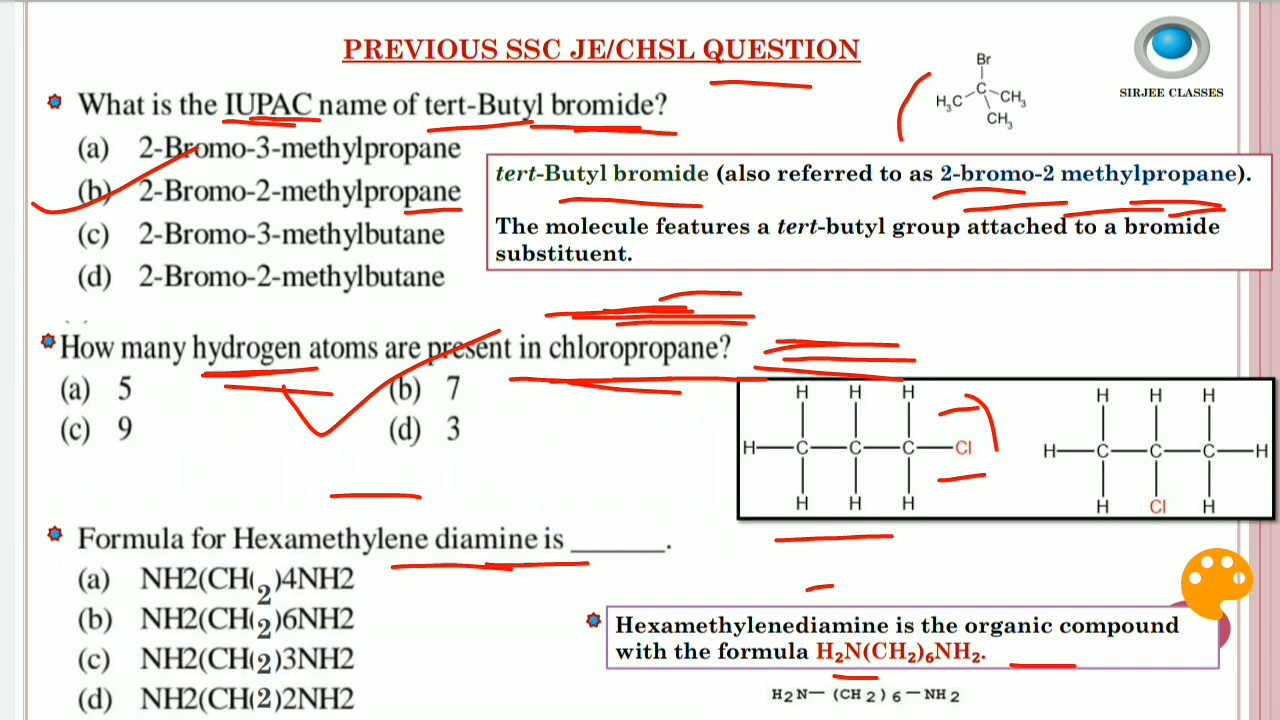 PREVIOUS SSC JE/CHSL QUESTION
SIRJEE CLASSES
What is the IUPAC name of tert-Butyl bromide?
(a) 2-Bromo-3-methylpropane
(b) 2-Bromo-2-methylpropane
(c) 2-Bromo-3-methylbutane
(d) 2-Bromo-2-methylbutane
Br
H3C C CH3
CH3
tert-Butyl bromide (also referred to as 2-bromo-2 methylpropane).
The molecule features a tert-butyl group attached to a bromide
substituent.
How many hydrogen atoms are present in chloropropane?
(a) 5 (b) 7
(c) 9 (d) 3
H H H
H C C C Cl
H H H
H H H
H C C C H
H Cl H
Formula for Hexamethylene diamine is ______.
(a) NH2(CH(2)4NH2
(b) NH2(CH(2)6NH2
(c) NH2(CH(2)3NH2
(d) NH2(CH(2)2NH2
Hexamethylenediamine is the organic compound
with the formula H₂N(CH₂)₆NH₂.
H2N— (CH2)6—NH2